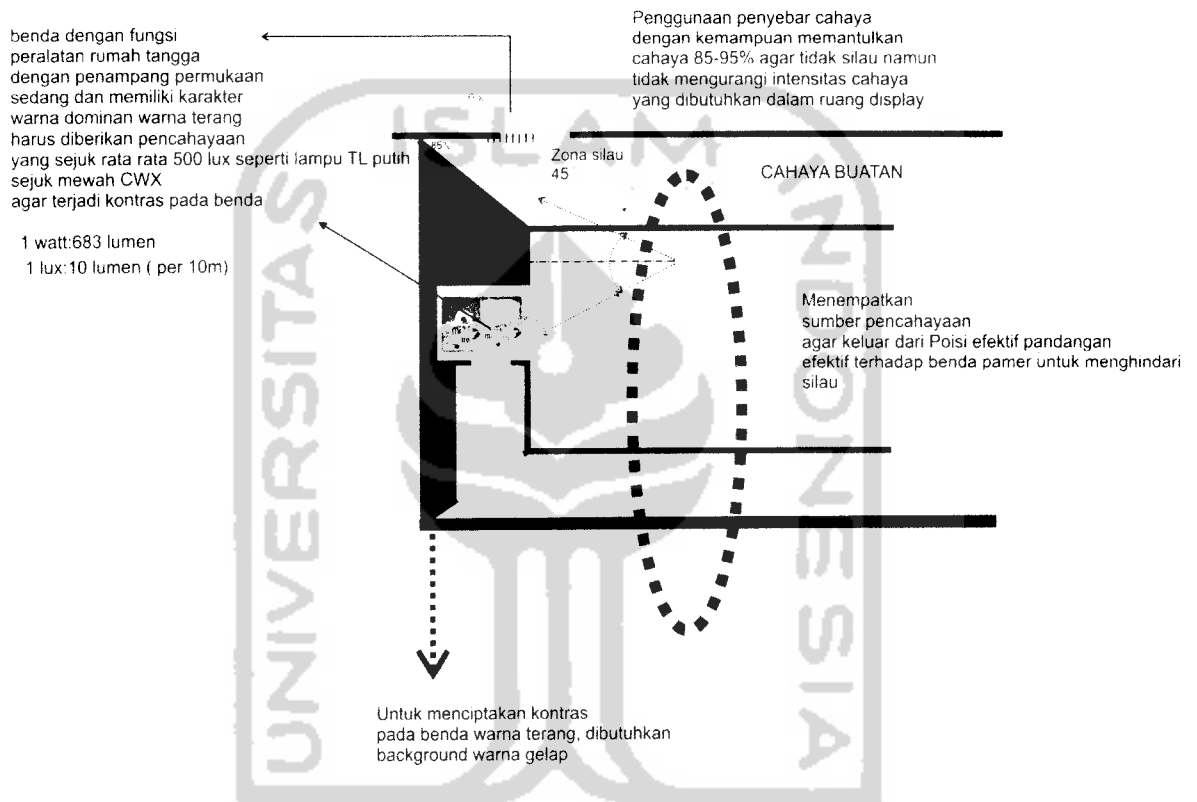 benda dengan fungsi
peralatan rumah tangga
dengan penampang permukaan
sedang dan memiliki karakter
warna dominan warna terang
harus diberikan pencahayaan
yang sejuk rata rata 500 lux seperti lampu TL putih
sejuk mewah CWX
agar terjadi kontras pada benda
1 watt:683 lumen
1 lux:10 lumen ( per 10m)
Penggunaan penyebar cahaya
dengan kemampuan memantulkan
cahaya 85-95% agar tidak silau namun
tidak mengurangi intensitas cahaya
yang dibutuhkan dalam ruang display
85%
Zona silau
45
CAHAYA BUATAN
Menempatkan
sumber pencahayaan
agar keluar dari Poisi efektif pandangan
efektif terhadap benda pamer untuk menghindari
silau
Untuk menciptakan kontras
pada benda warna terang, dibutuhkan
background warna gelap
UNIVERSITAS
ISLAM
INDONESIA